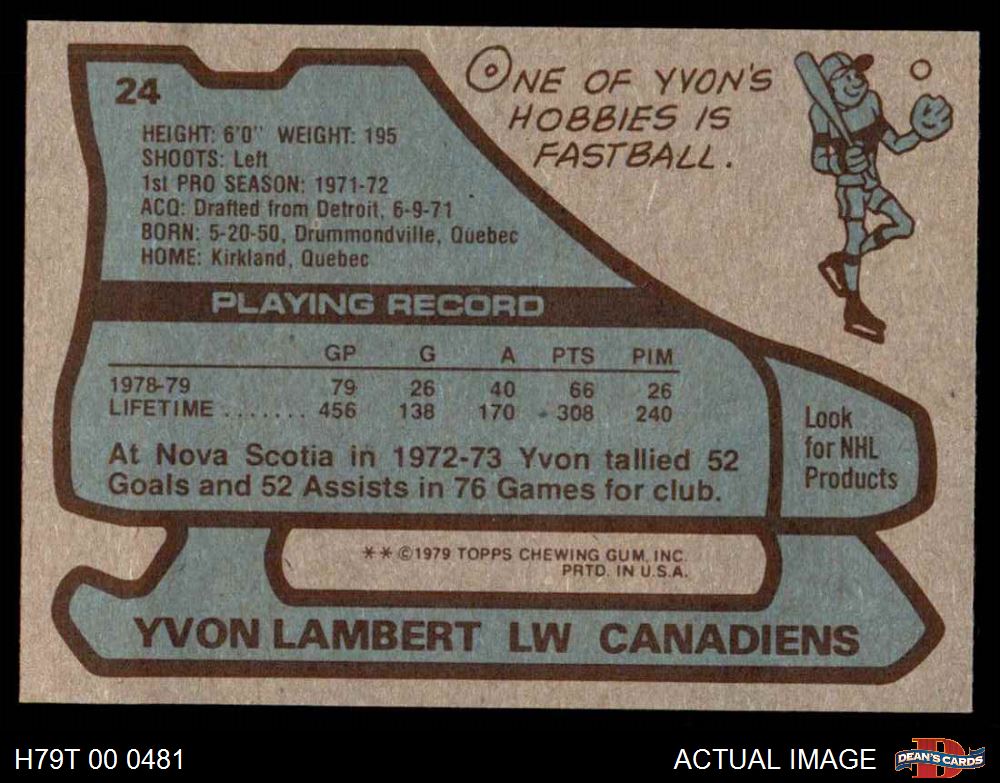 24
HEIGHT: 6'0" WEIGHT: 195
SHOOTS: Left
1st PRO SEASON: 1971-72
ACQ: Drafted from Detroit, 6-9-71
BORN: 5-20-50, Drummondville, Quebec
HOME: Kirkland, Quebec
ONE OF YVON'S
HOBBIES IS
FASTBALL.
PLAYING RECORD
GP G A PTS PIM
1978-79 79 26 40 66 26
LIFETIME ....... 456 138 170 308 240
At Nova Scotia in 1972-73 Yvon tallied 52
Goals and 52 Assists in 76 Games for club.
Look
for NHL
Products
** ©1979 TOPPS CHEWING GUM, INC.
PRTD. IN U.S.A.
YVON LAMBERT LW CANADIENS
H79T 00 0481
ACTUAL IMAGE
D
DEAN'S CARDS